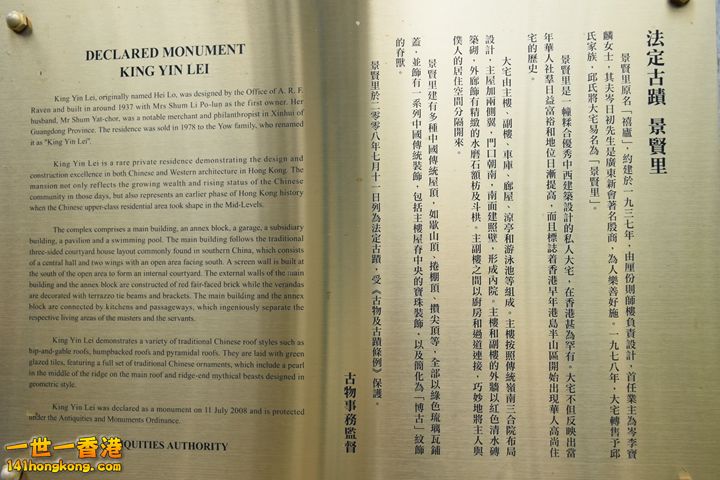 DECLARED MONUMENT
KING YIN LEI
King Yin Lei, originally named Hei Lo, was designed by the Office of A. R. F.
Raven and built in around 1937 with Mrs Shum Li Po-lun as the first owner. Her
husband, Mr Shum Yat-chor, was a notable merchant and philanthropist in Xinhui of
Guangdong Province. The residence was sold in 1978 to the Yow family, who renamed
it as "King Yin Lei".
King Yin Lei is a rare private residence demonstrating the design and
construction excellence in both Chinese and Western architecture in Hong Kong. The
mansion not only reflects the growing wealth and rising status of the Chinese
community in those days, but also represents an earlier phase of Hong Kong history
when the Chinese upper-class residential area took shape in the Mid-Levels.
The complex comprises a main building, an annex block, a garage, a subsidiary
building, a pavilion and a swimming pool. The main building follows the traditional
three-sided courtyard house layout commonly found in southern China, which consists
of a central hall and two wings with an open area facing south. A screen wall is built at
the south of the open area to form an internal courtyard. The external walls of the main
building and the annex block are constructed of red fair-faced brick while the verandas
are decorated with terrazzo tie beams and brackets. The main building and the annex
block are connected by kitchens and passageways, which ingeniously separate the
respective living areas of the masters and the servants.
King Yin Lei demonstrates a variety of traditional Chinese roof styles such as
hip-and-gable roofs, humpbacked roofs and pyramidal roofs. They are laid with green
glazed tiles, featuring a full set of traditional Chinese ornaments, which include a pearl
in the middle of the ridge on the main roof and ridge-end mythical beasts designed in
geometric style.
King Yin Lei was declared as a monument on 11 July 2008 and is protected
under the Antiquities and Monuments Ordinance.
QUITIES AUTHORITY
法定古蹟 景賢里
景賢里原名「禧廬」，約建於一九三七年，由厘份則師樓負責設計，首任業主為岑李寶
麟女士，其夫岑日初先生是廣東新會著名殷商，為人樂善好施。一九七八年，大宅轉售予邱
氏家族，邱氏將大宅易名為「景賢里」。
景賢里是一幢糅合優秀中西建築設計的私人大宅，在香港甚為罕有。大宅不但反映出當
年華人社羣日益富裕和地位日漸提高，而且標誌着香港早年港島半山區開始出現華人高尚住
宅的歷史。
大宅由主樓、副樓、車庫、廊屋、涼亭和游泳池等組成。主樓按照傳統嶺南三合院布局
設計，主屋加兩側翼，門口朝南，南面建照壁，形成內院。主樓和副樓的外牆以紅色清水磚
築砌，外廊飾有精緻的水磨石額枋及斗栱。主副樓之間以廚房和過道連接，巧妙地將主人與
僕人的居住空間分隔開來。
景賢里建有多種中國傳統屋頂，如歇山頂、捲棚頂、攢尖頂等，全部以綠色琉璃瓦鋪
蓋，並飾有一系列中國傳統裝飾，包括主樓屋脊中央的寶珠裝飾，以及簡化為「博古」紋飾
的脊獸。
景賢里於二零零八年七月十一日列為法定古蹟，受《古物及古蹟條例》保護。
古物事務監督
一世一香港
141hongkong.com